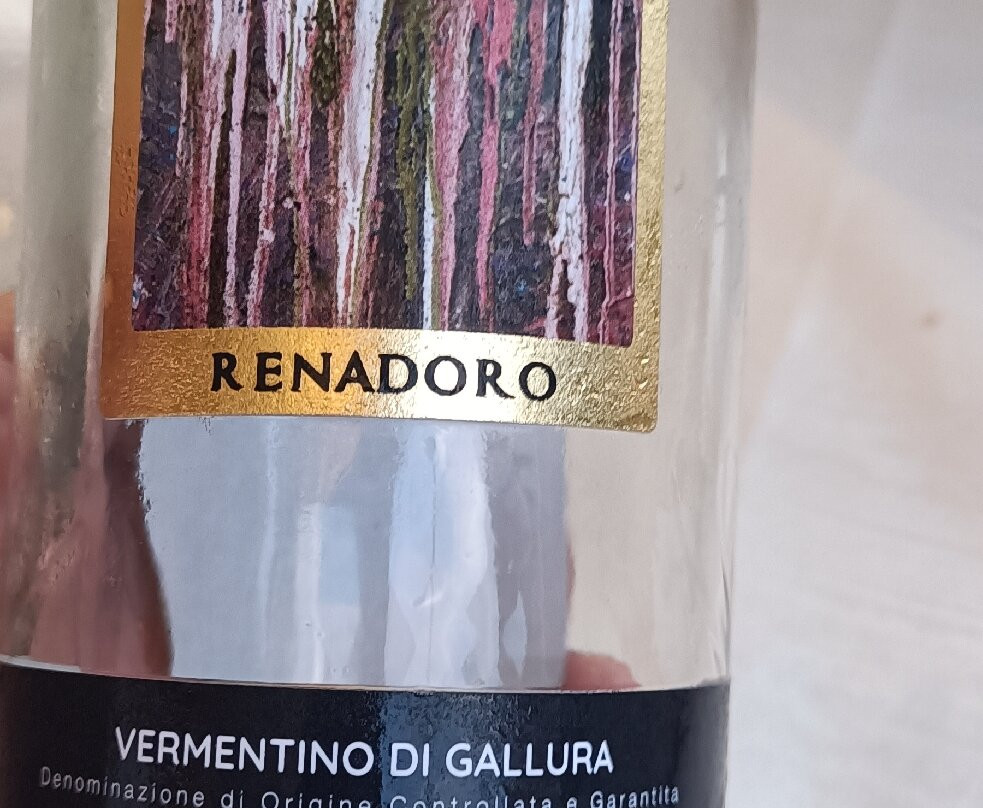 RENADORO
VERMENTINO DI GALLURA
Denominazione di Origine Controllata e Garantita